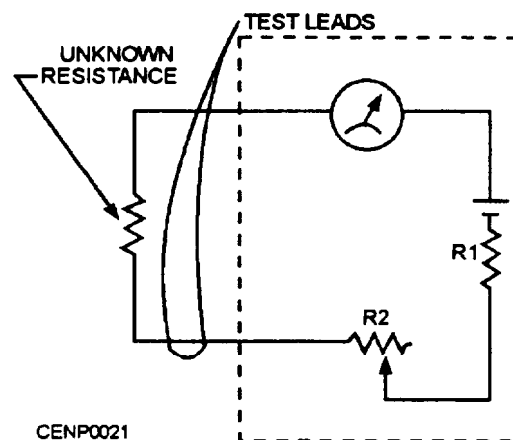 TEST LEADS
UNKNOWN
RESISTANCE
R1
R2
CENP0021